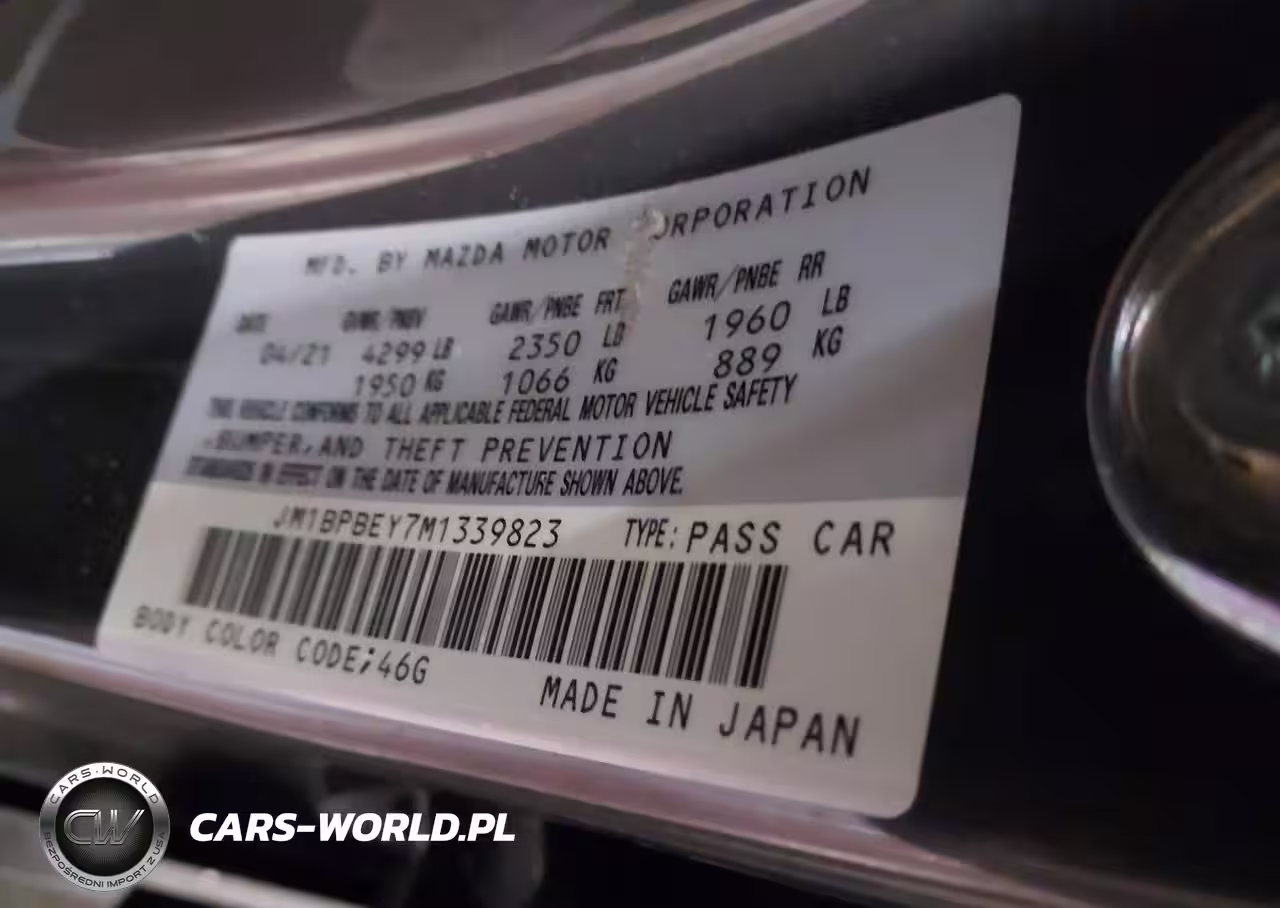 MFD. BY MAZDA MOTOR ORPORATION
DATE GVWR/PNBV GAWR/PNBE FRT GAWR/PNBE RR
04/21 4299 LB 2350 LB 1960 LB
1950 KG 1066 KG 889 KG
THIS VEHICLE CONFORMS TO ALL APPLICABLE FEDERAL MOTOR VEHICLE SAFETY
,BUMPER,AND THEFT PREVENTION
STANDARDS IN EFFECT ON THE DATE OF MANUFACTURE SHOWN ABOVE.
JM1BPBEY7M1339823 TYPE: PASS CAR
BODY COLOR CODE;46G
MADE IN JAPAN
CARS-WORLD
CW
BEZPOŚREDNI IMPORT Z USA
CARS-WORLD.PL